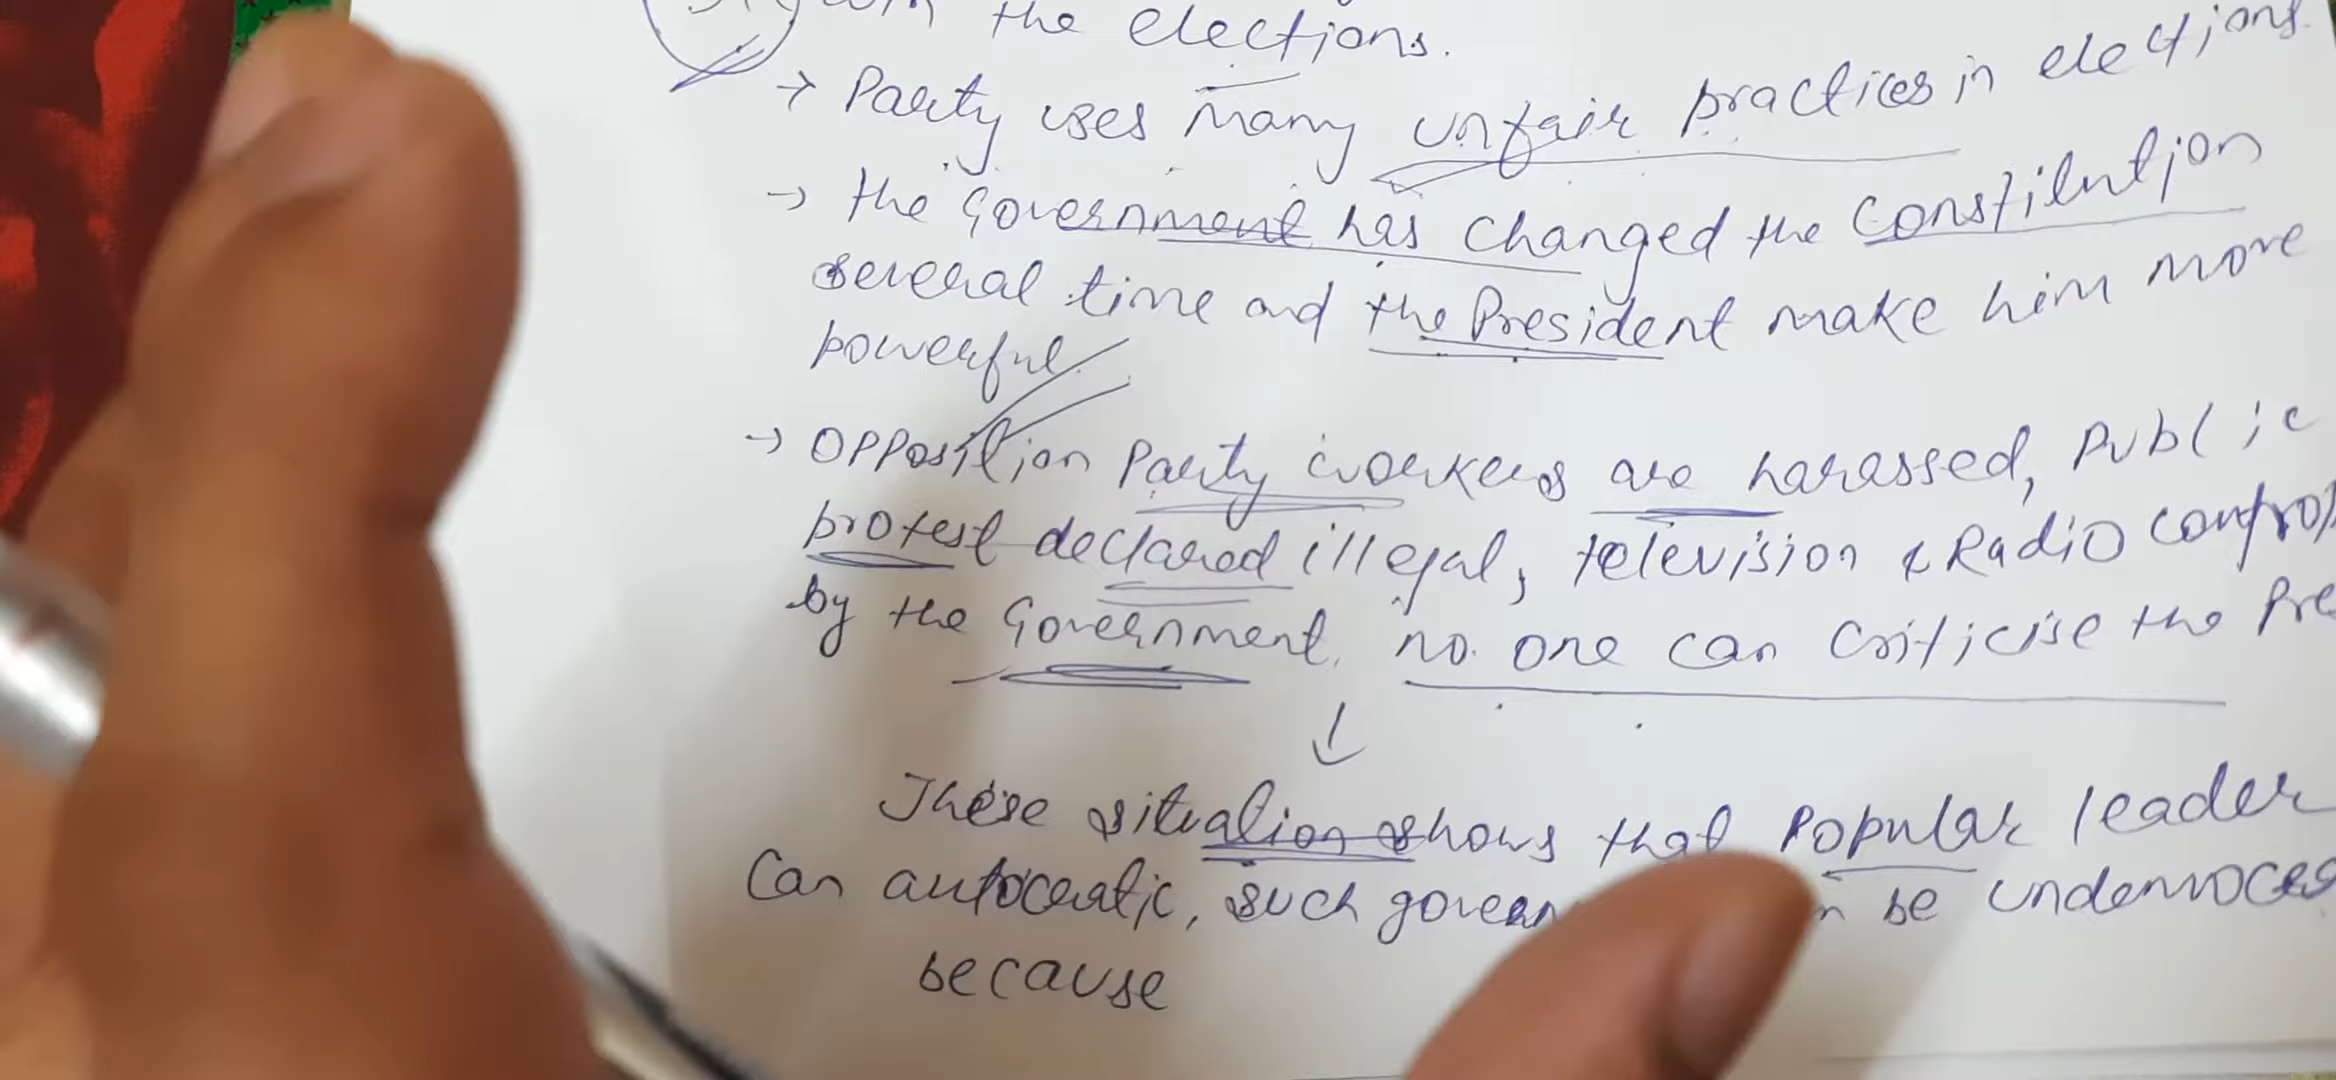 the elections.
→ Party uses many unfair practices in elections.
→ the Government has changed the constitution
several time and the President make him more
powerful.
→ Opposition Party workers are harassed, Public
protest declared illegal, television & Radio control
by the Government, no one can criticise the Pre
↓
These situation shows that Popular leader
Can autocratic, such govern be
because